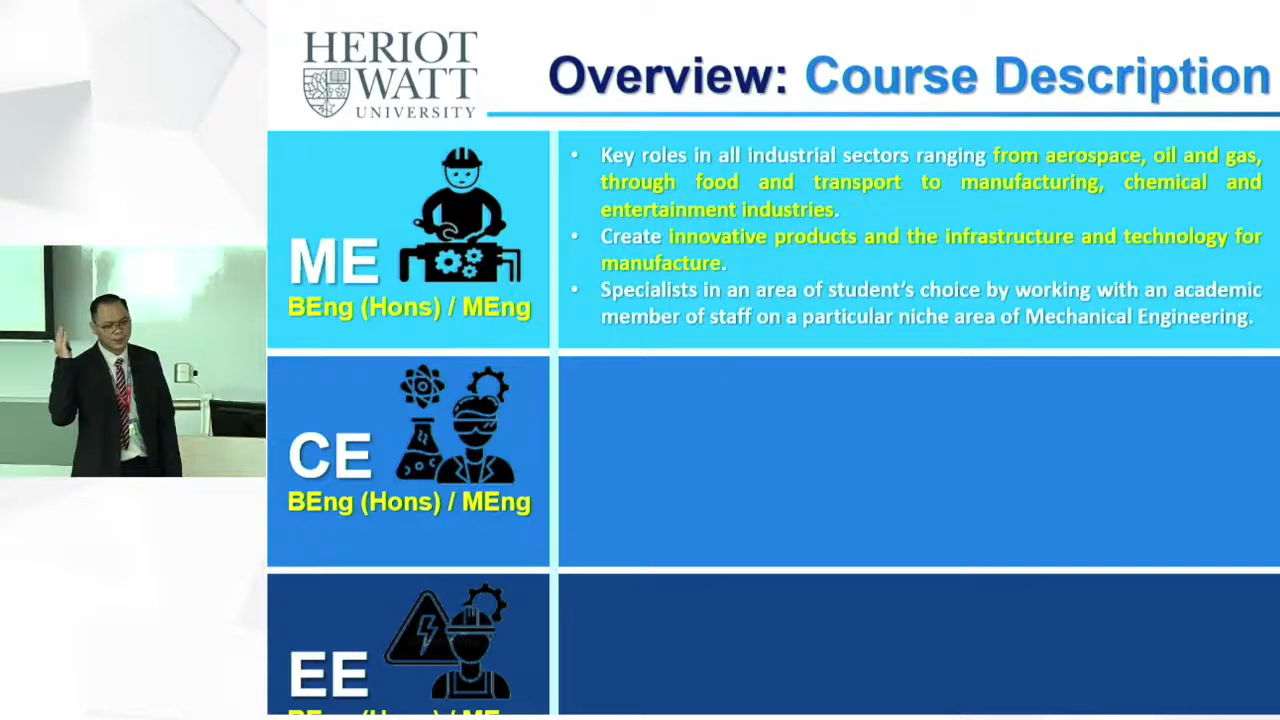 HERIOT
WATT
UNIVERSITY
Overview: Course Description
ME
BEng (Hons) / MEng
• Key roles in all industrial sectors ranging from aerospace, oil and gas,
through food and transport to manufacturing, chemical and
entertainment industries.
• Create innovative products and the infrastructure and technology for
manufacture.
• Specialists in an area of student's choice by working with an academic
member of staff on a particular niche area of Mechanical Engineering.
CE
BEng (Hons) / MEng
EE